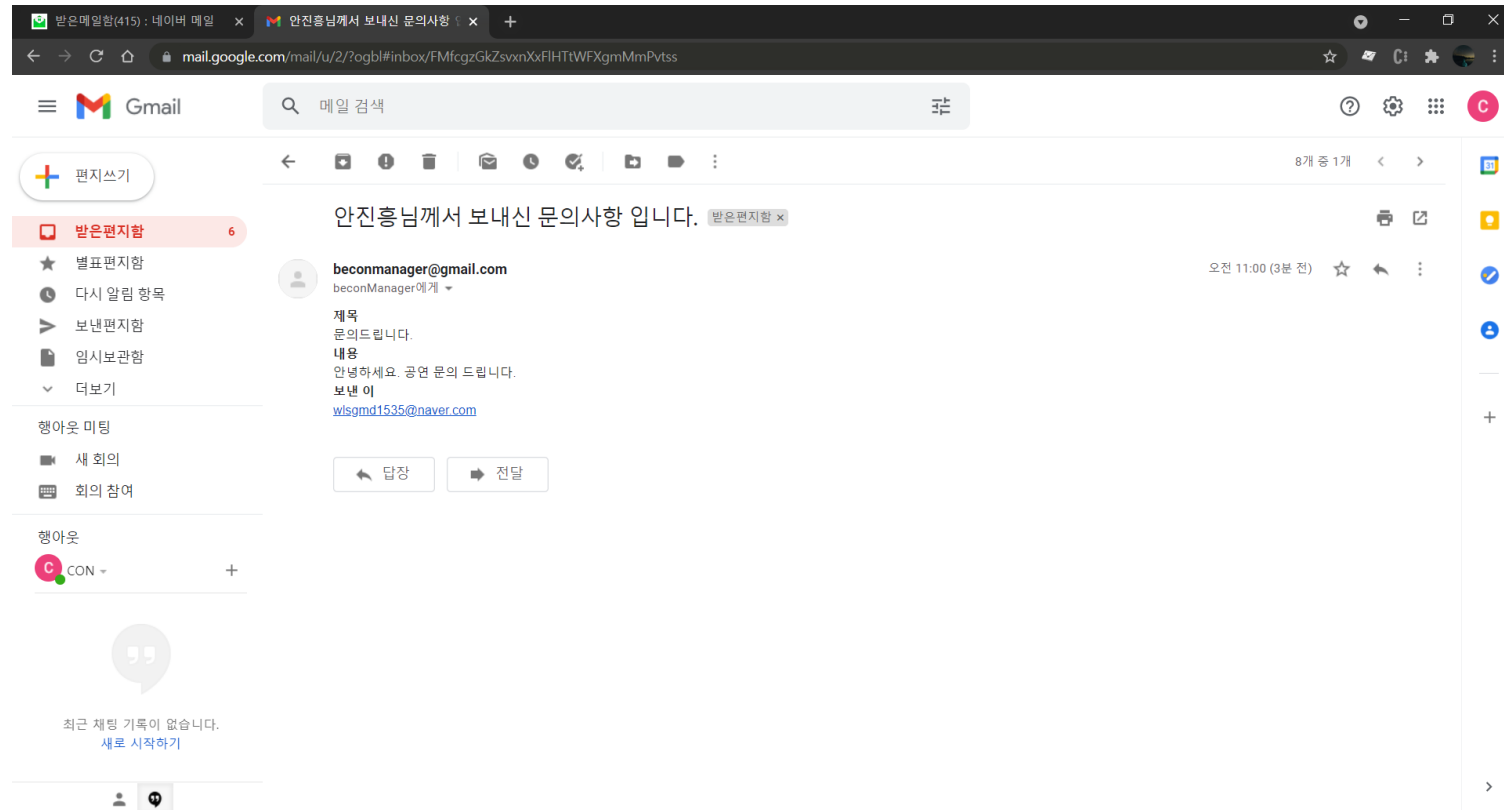 받은메일함(415) : 네이버 메일
안진흥님께서 보내신 문의사항
mail.google.com/mail/u/2/?ogbl#inbox/FMfcgzGkZsvxnXxFlHTtWFXgmMmPvtss
Gmail
메일 검색
C
편지쓰기
8개 중 1개
31
안진흥님께서 보내신 문의사항 입니다.
받은편지함 ×
받은편지함 6
별표편지함
다시 알림 항목
보낸편지함
임시보관함
더보기
beconmanager@gmail.com
오전 11:00 (3분 전)
beconManager에게
제목
문의드립니다.
내용
안녕하세요. 공연 문의 드립니다.
보낸 이
wlsgmd1535@naver.com
답장
전달
행아웃 미팅
새 회의
회의 참여
행아웃
C
CON
최근 채팅 기록이 없습니다.
새로 시작하기